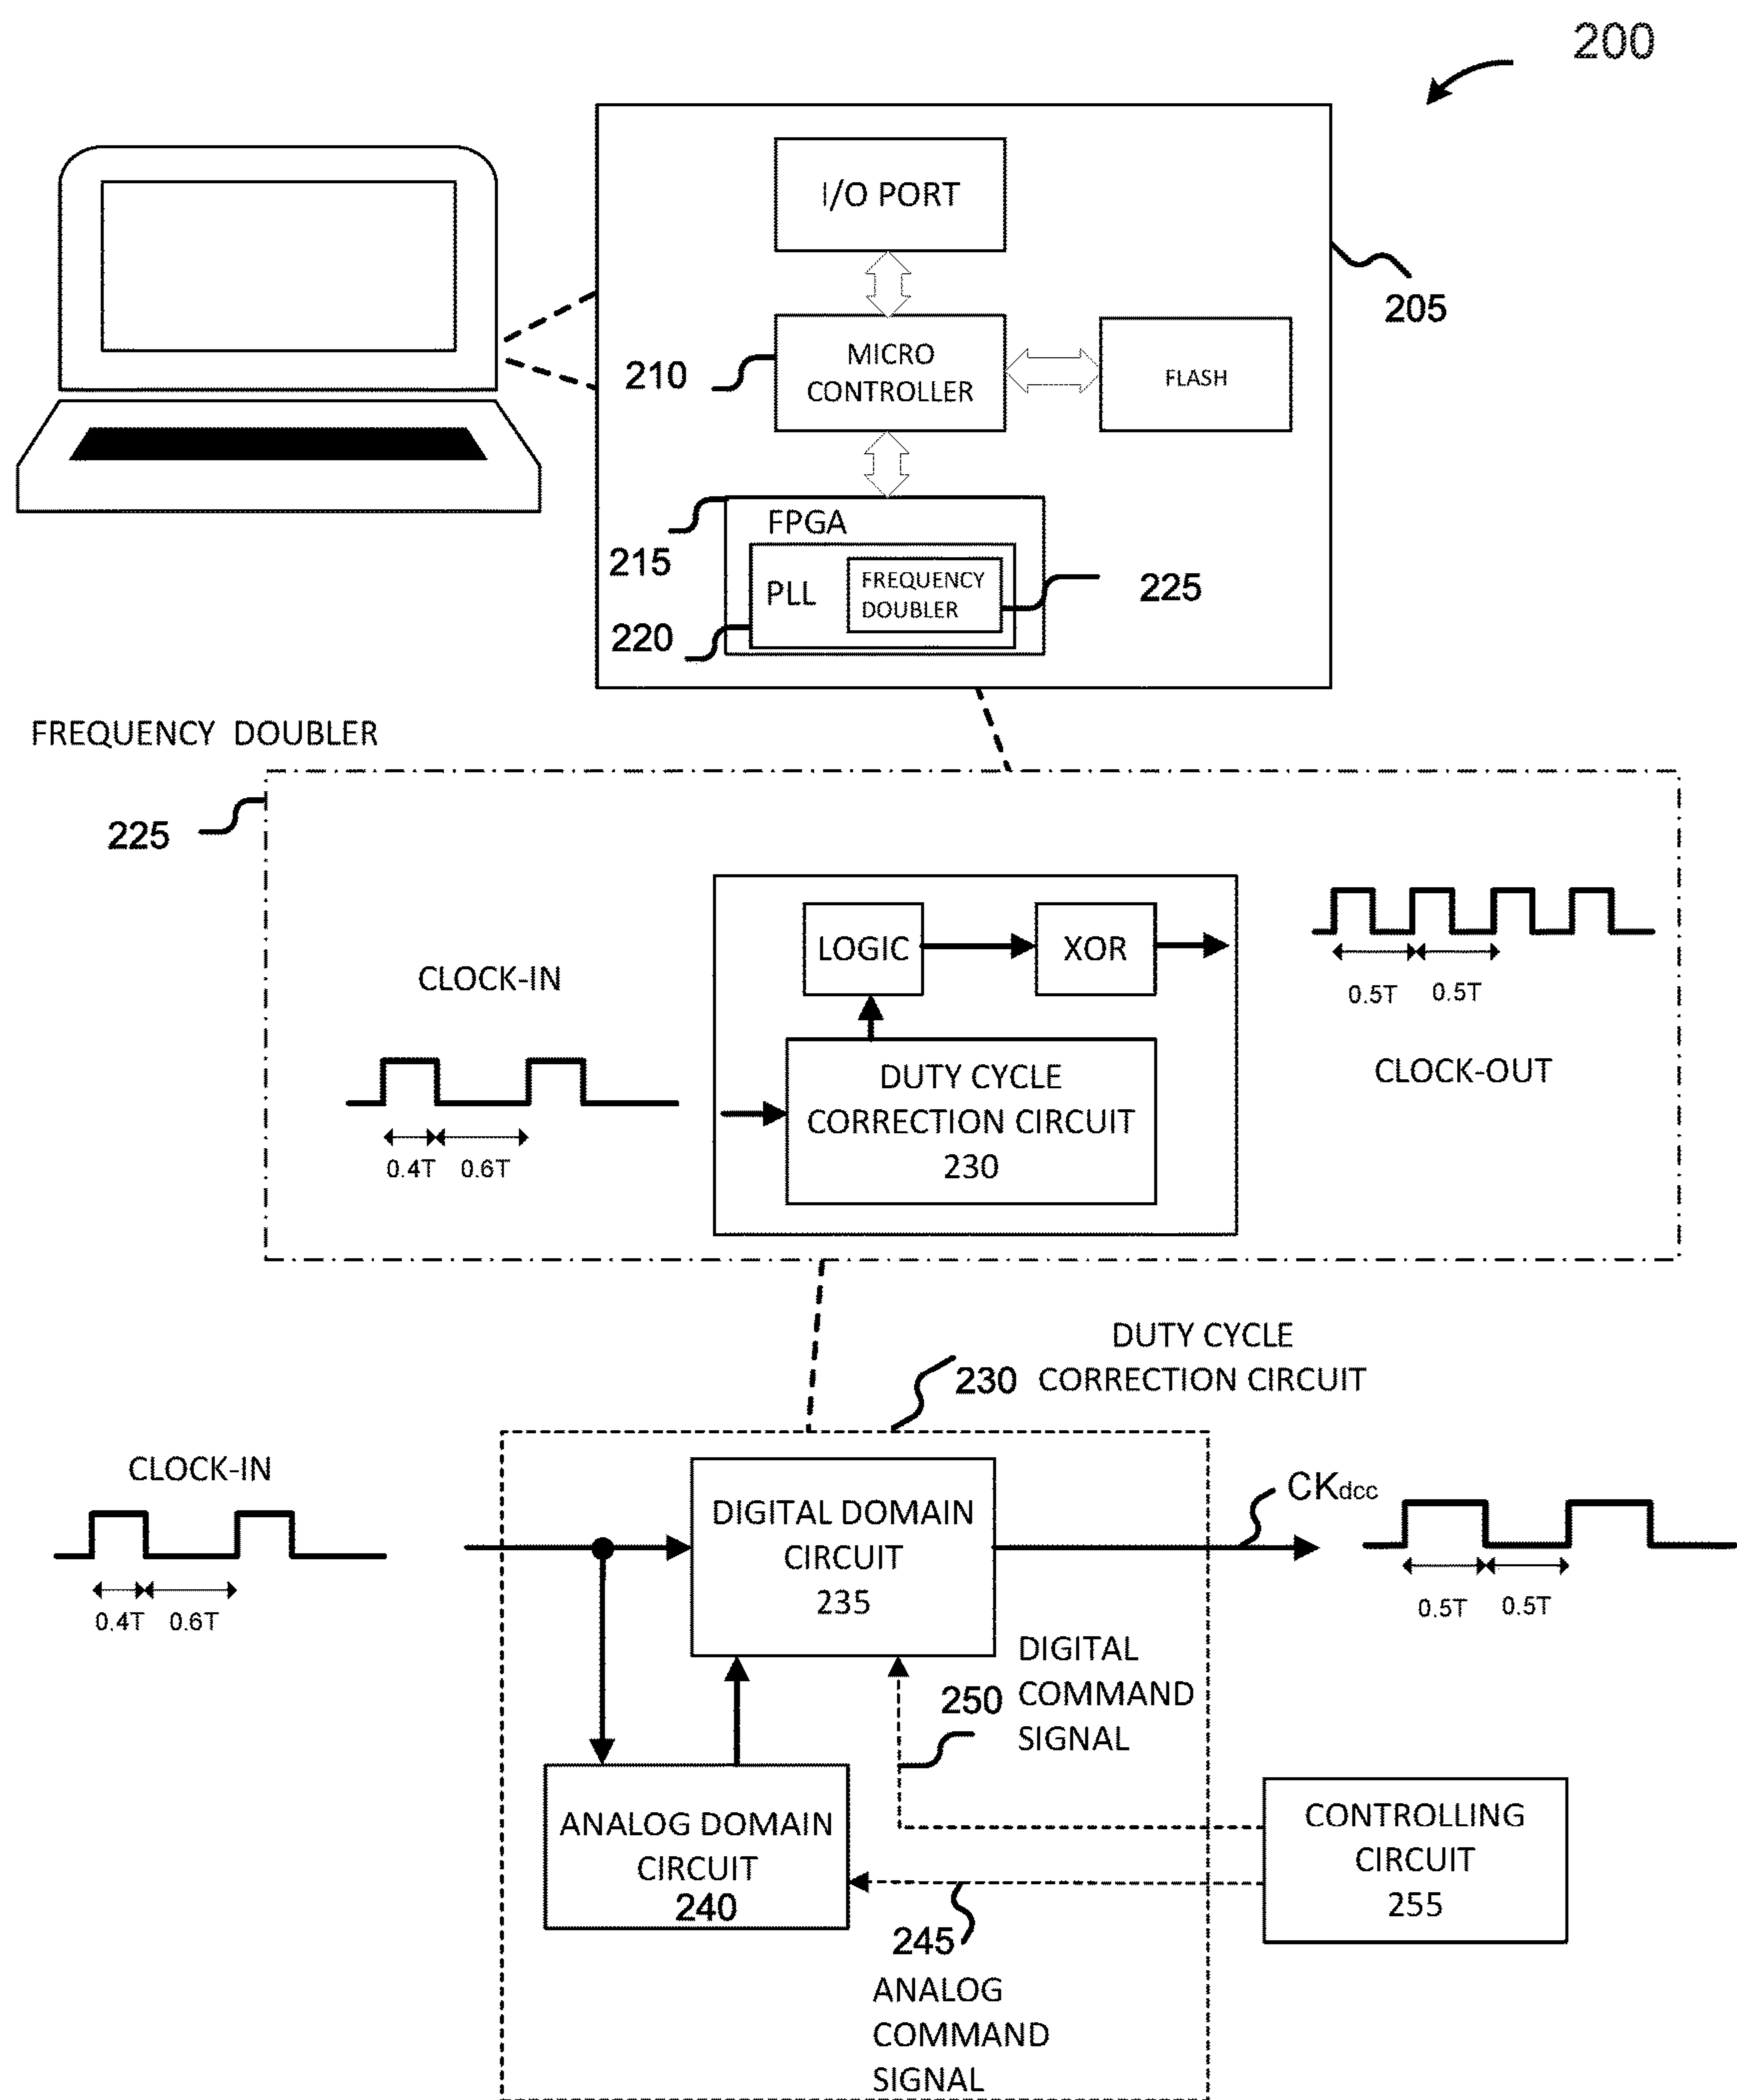 200
I/O PORT
205
MICRO
CONTROLLER
210
FLASH
215
FPGA
PLL
FREQUENCY
DOUBLER
225
220
FREQUENCY DOUBLER
225
LOGIC
XOR
CLOCK-IN
0.4T 0.6T
DUTY CYCLE
CORRECTION CIRCUIT
230
0.5T 0.5T
CLOCK-OUT
DUTY CYCLE
230 CORRECTION CIRCUIT
CLOCK-IN
0.4T 0.6T
DIGITAL DOMAIN
CIRCUIT
235
CKdcc
0.5T 0.5T
DIGITAL
250 COMMAND
SIGNAL
ANALOG DOMAIN
CIRCUIT
240
CONTROLLING
CIRCUIT
255
245
ANALOG
COMMAND
SIGNAL